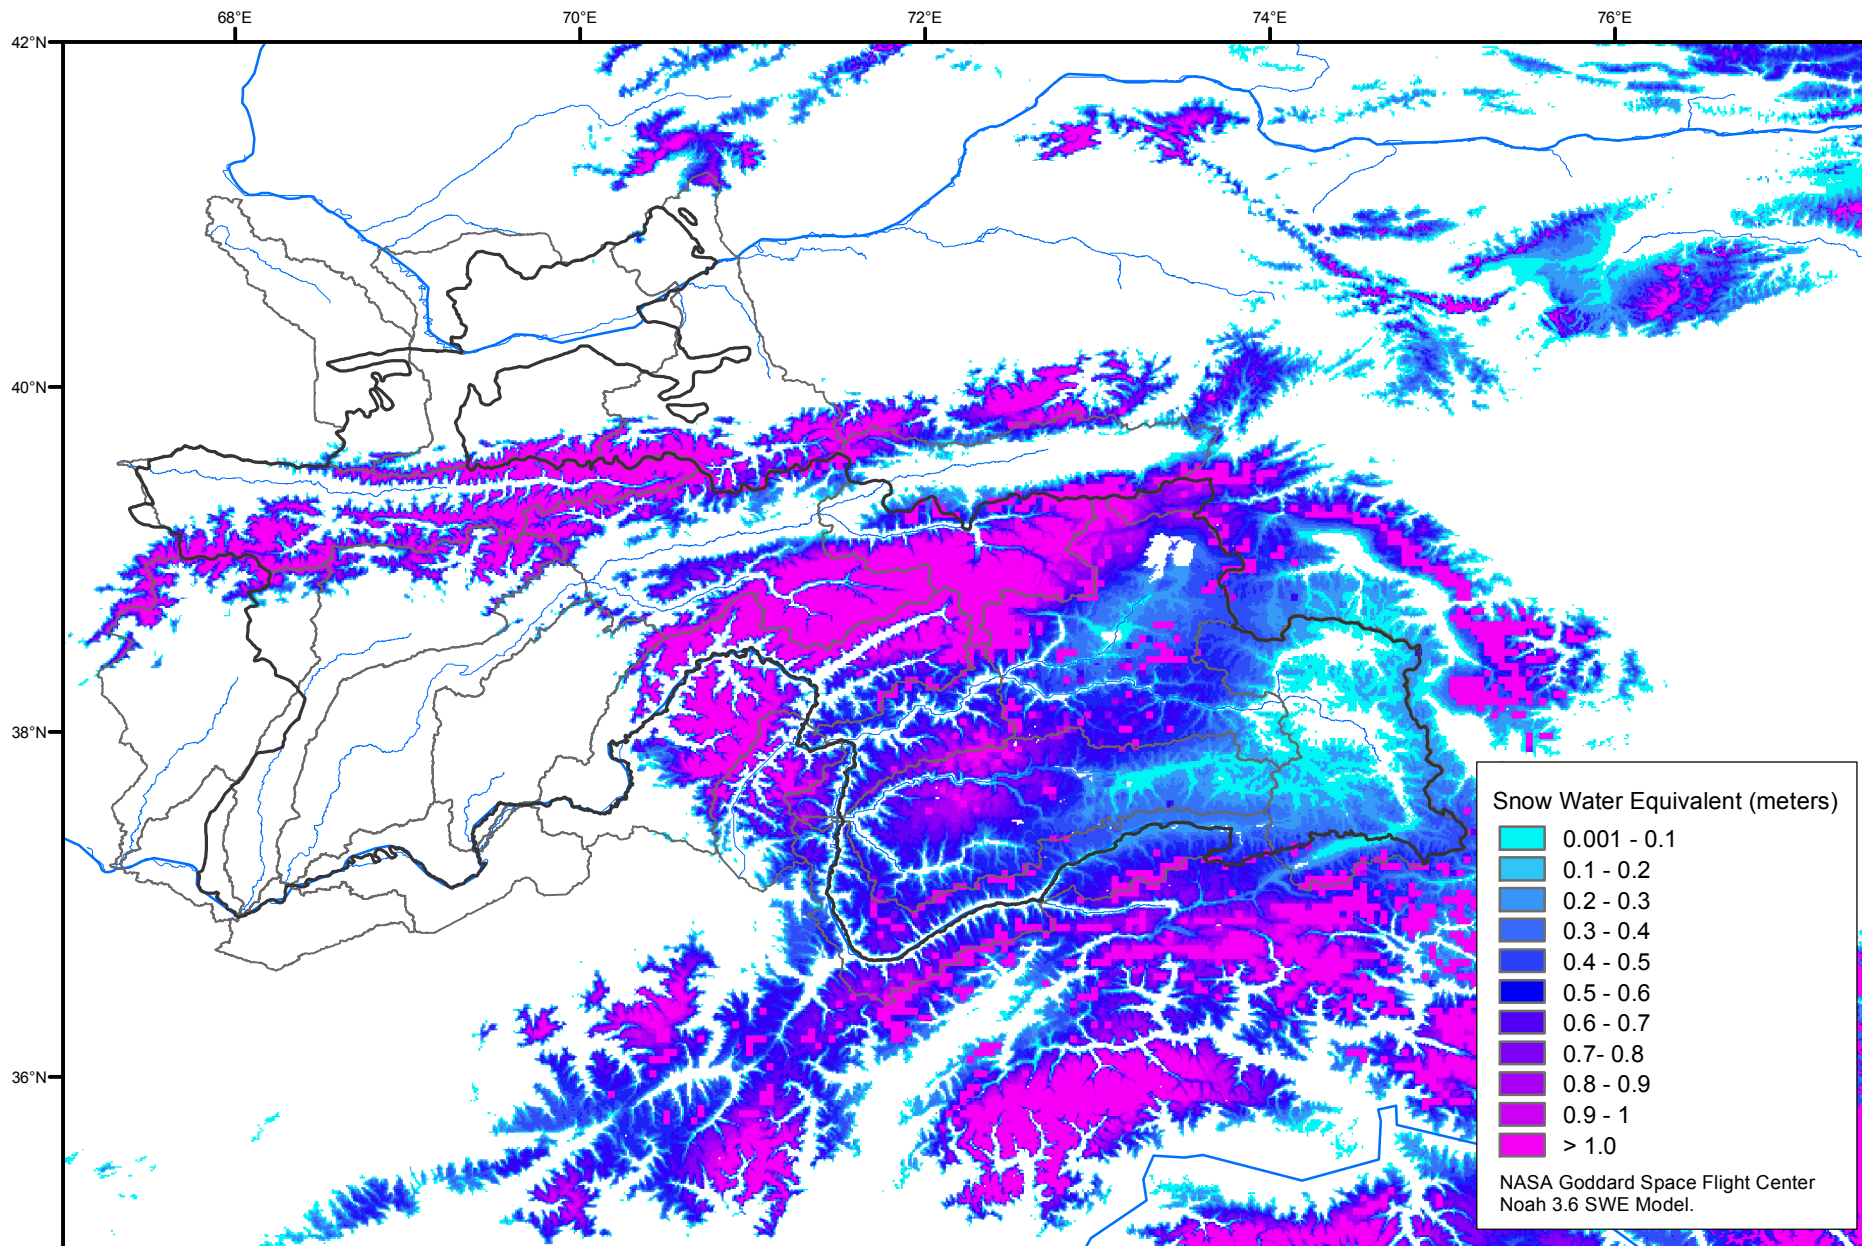 68°E
70°E
72°E
74°E
76°E
42°N
40°N
38°N
36°N
Snow Water Equivalent (meters)
0.001 - 0.1
0.1 - 0.2
0.2 - 0.3
0.3 - 0.4
0.4 - 0.5
0.5 - 0.6
0.6 - 0.7
0.7- 0.8
0.8 - 0.9
0.9 - 1
> 1.0
NASA Goddard Space Flight Center
Noah 3.6 SWE Model.